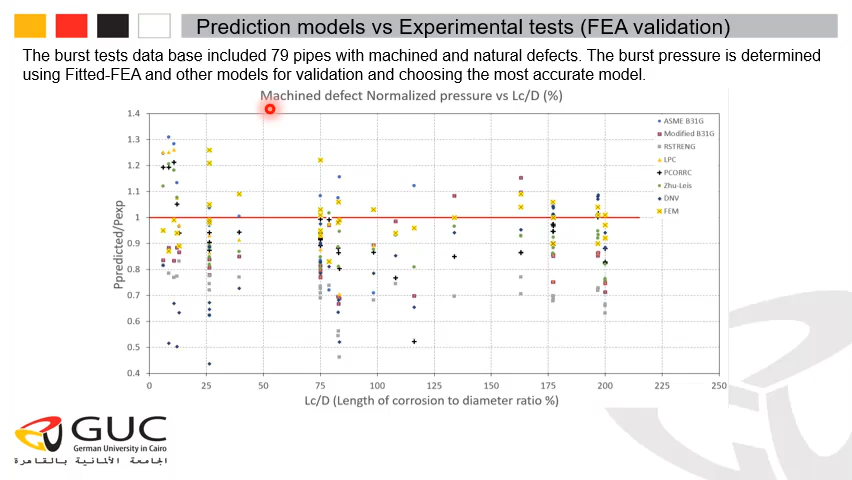 Prediction models vs Experimental tests (FEA validation)
The burst tests data base included 79 pipes with machined and natural defects. The burst pressure is determined
using Fitted-FEA and other models for validation and choosing the most accurate model.
Machined defect Normalized pressure vs Lc/D (%)
Ppredicted/Pexp
1.4
1.3
1.2
1.1
1
0.9
0.8
0.7
0.6
0.5
0.4
0
25
50
75
100
125
150
175
200
225
250
Lc/D (Length of corrosion to diameter ratio %)
ASME B31G
Modified B31G
RSTRENG
LPC
PCORRC
Zhu-Leis
DNV
FEM
GUC
German University in Cairo
الجامعة الألمانية بالقاهرة